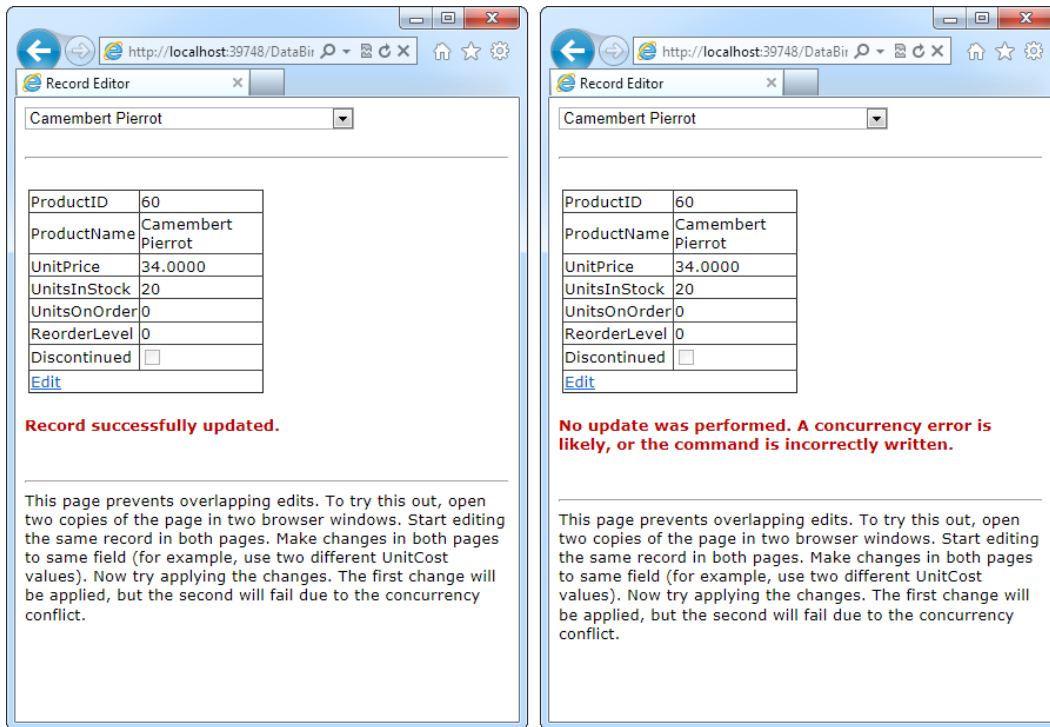 http://localhost:39748/DataBir
Record Editor
Camembert Pierrot
ProductID 60
ProductName Camembert
Pierrot
UnitPrice 34.0000
UnitsInStock 20
UnitsOnOrder 0
ReorderLevel 0
Discontinued
Edit
Record successfully updated.
This page prevents overlapping edits. To try this out, open
two copies of the page in two browser windows. Start editing
the same record in both pages. Make changes in both pages
to same field (for example, use two different UnitCost
values). Now try applying the changes. The first change will
be applied, but the second will fail due to the concurrency
conflict.
http://localhost:39748/DataBir
Record Editor
Camembert Pierrot
ProductID 60
ProductName Camembert
Pierrot
UnitPrice 34.0000
UnitsInStock 20
UnitsOnOrder 0
ReorderLevel 0
Discontinued
Edit
No update was performed. A concurrency error is
likely, or the command is incorrectly written.
This page prevents overlapping edits. To try this out, open
two copies of the page in two browser windows. Start editing
the same record in both pages. Make changes in both pages
to same field (for example, use two different UnitCost
values). Now try applying the changes. The first change will
be applied, but the second will fail due to the concurrency
conflict.